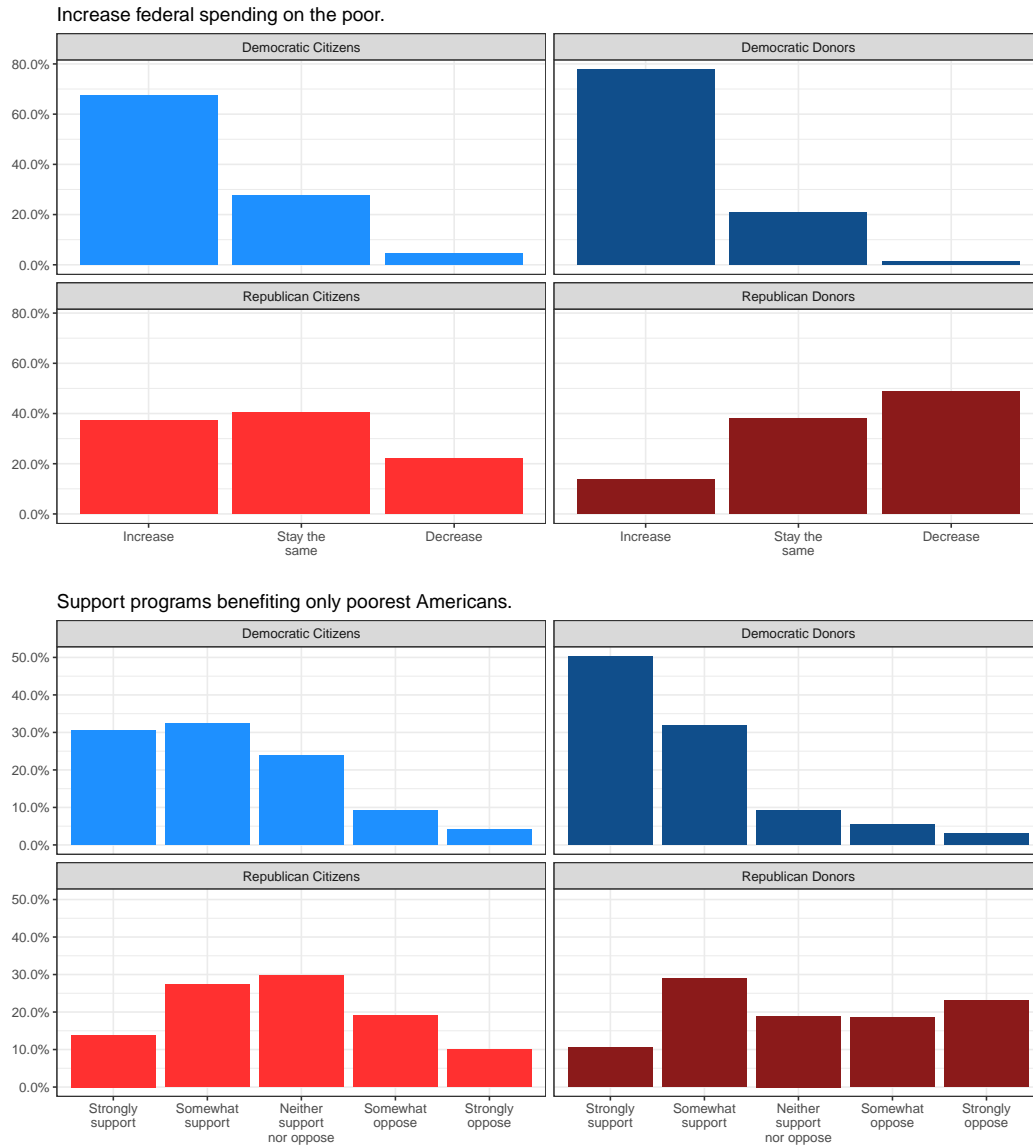 Increase federal spending on the poor.
Democratic Citizens
Democratic Donors
80.0%
60.0%
40.0%
20.0%
0.0%
Republican Citizens
Republican Donors
80.0%
60.0%
40.0%
20.0%
0.0%
Increase
Stay the
same
Decrease
Increase
Stay the
same
Decrease
Support programs benefiting only poorest Americans.
Democratic Citizens
Democratic Donors
50.0%
40.0%
30.0%
20.0%
10.0%
0.0%
Republican Citizens
Republican Donors
50.0%
40.0%
30.0%
20.0%
10.0%
0.0%
Strongly
support
Somewhat
support
Neither
support
nor oppose
Somewhat
oppose
Strongly
oppose
Strongly
support
Somewhat
support
Neither
support
nor oppose
Somewhat
oppose
Strongly
oppose